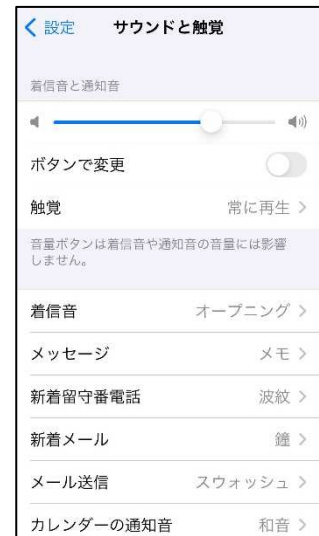 設定 サウンドと触覚
着信音と通知音
ボタンで変更
触覚 常に再生
音量ボタンは着信音や通知音の音量には影響
しません。
着信音 オープニング
メッセージ メモ
新着留守番電話 波紋
新着メール 鐘
メール送信 スウォッシュ
カレンダーの通知音 和音